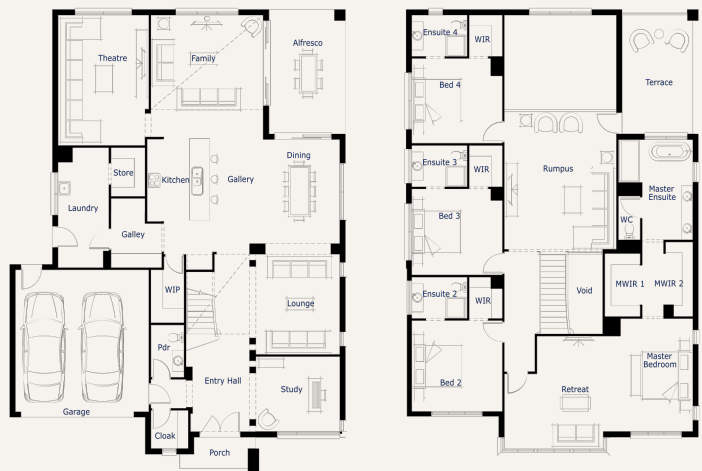 Theatre
Family
Alfresco
Store
Kitchen
Gallery
Dining
Laundry
Galley
WIP
Lounge
Pdr
Entry Hall
Study
Garage
Cloak
Porch
Ensuite 4
WIR
Terrace
Bed 4
Ensuite 3
WIR
Rumpus
Master
Ensuite
WC
Bed 3
Ensuite 2
WIR
Void
MWIR 1
MWIR 2
Bed 2
Retreat
Master
Bedroom